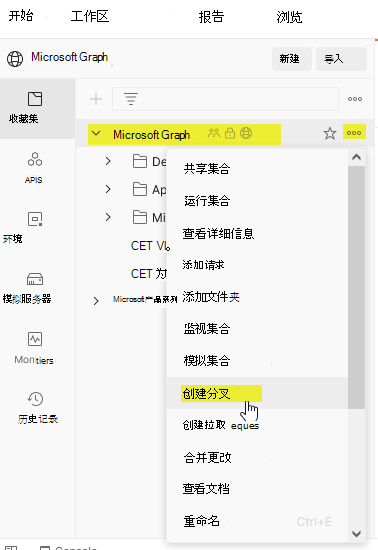 开始 工作区 报告 浏览
Microsoft Graph
新建 导入
收藏集
Microsoft Graph
De
共享集合
APIS
Ap
运行集合
Mi
查看详细信息
环境
CET VI。
添加请求
CET 为
模拟服务器
Microsoft产品系列
添加文件夹
监视集合
Montiers
模拟集合
历史记录
创建分叉
创建拉取 eques
合并更改
查看文档
重命名 Ctrl+E
Console